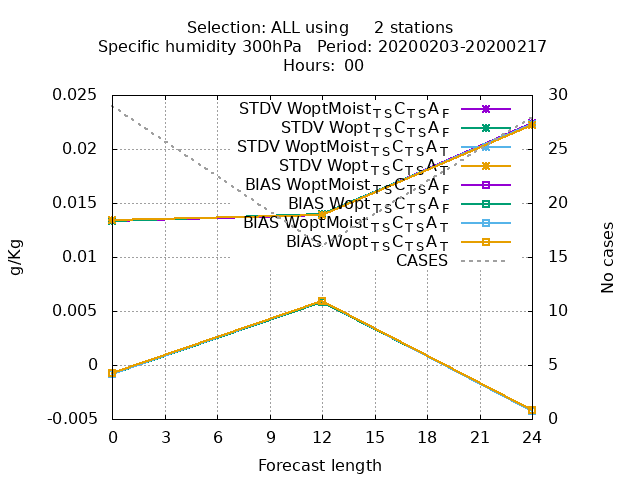 Selection: ALL using     2 stations
Specific humidity 300hPa   Period: 20200203-20200217
Hours: 00
0.025
0.02
0.015
0.01
0.005
0
-0.005
g/Kg
STDV WoptMoist_TS C_TS A_F
STDV Wopt_TS C_TS A_F
STDV WoptMoist_TS C_TS A_T
STDV Wopt_TS C_TS A_T
BIAS WoptMoist_TS C_TS A_F
BIAS Wopt_TS C_TS A_F
BIAS WoptMoist_TS C_TS A_T
BIAS Wopt_TS C_TS A_T
CASES
30
25
20
15
10
5
0
No cases
0 3 6 9 12 15 18 21 24
Forecast length